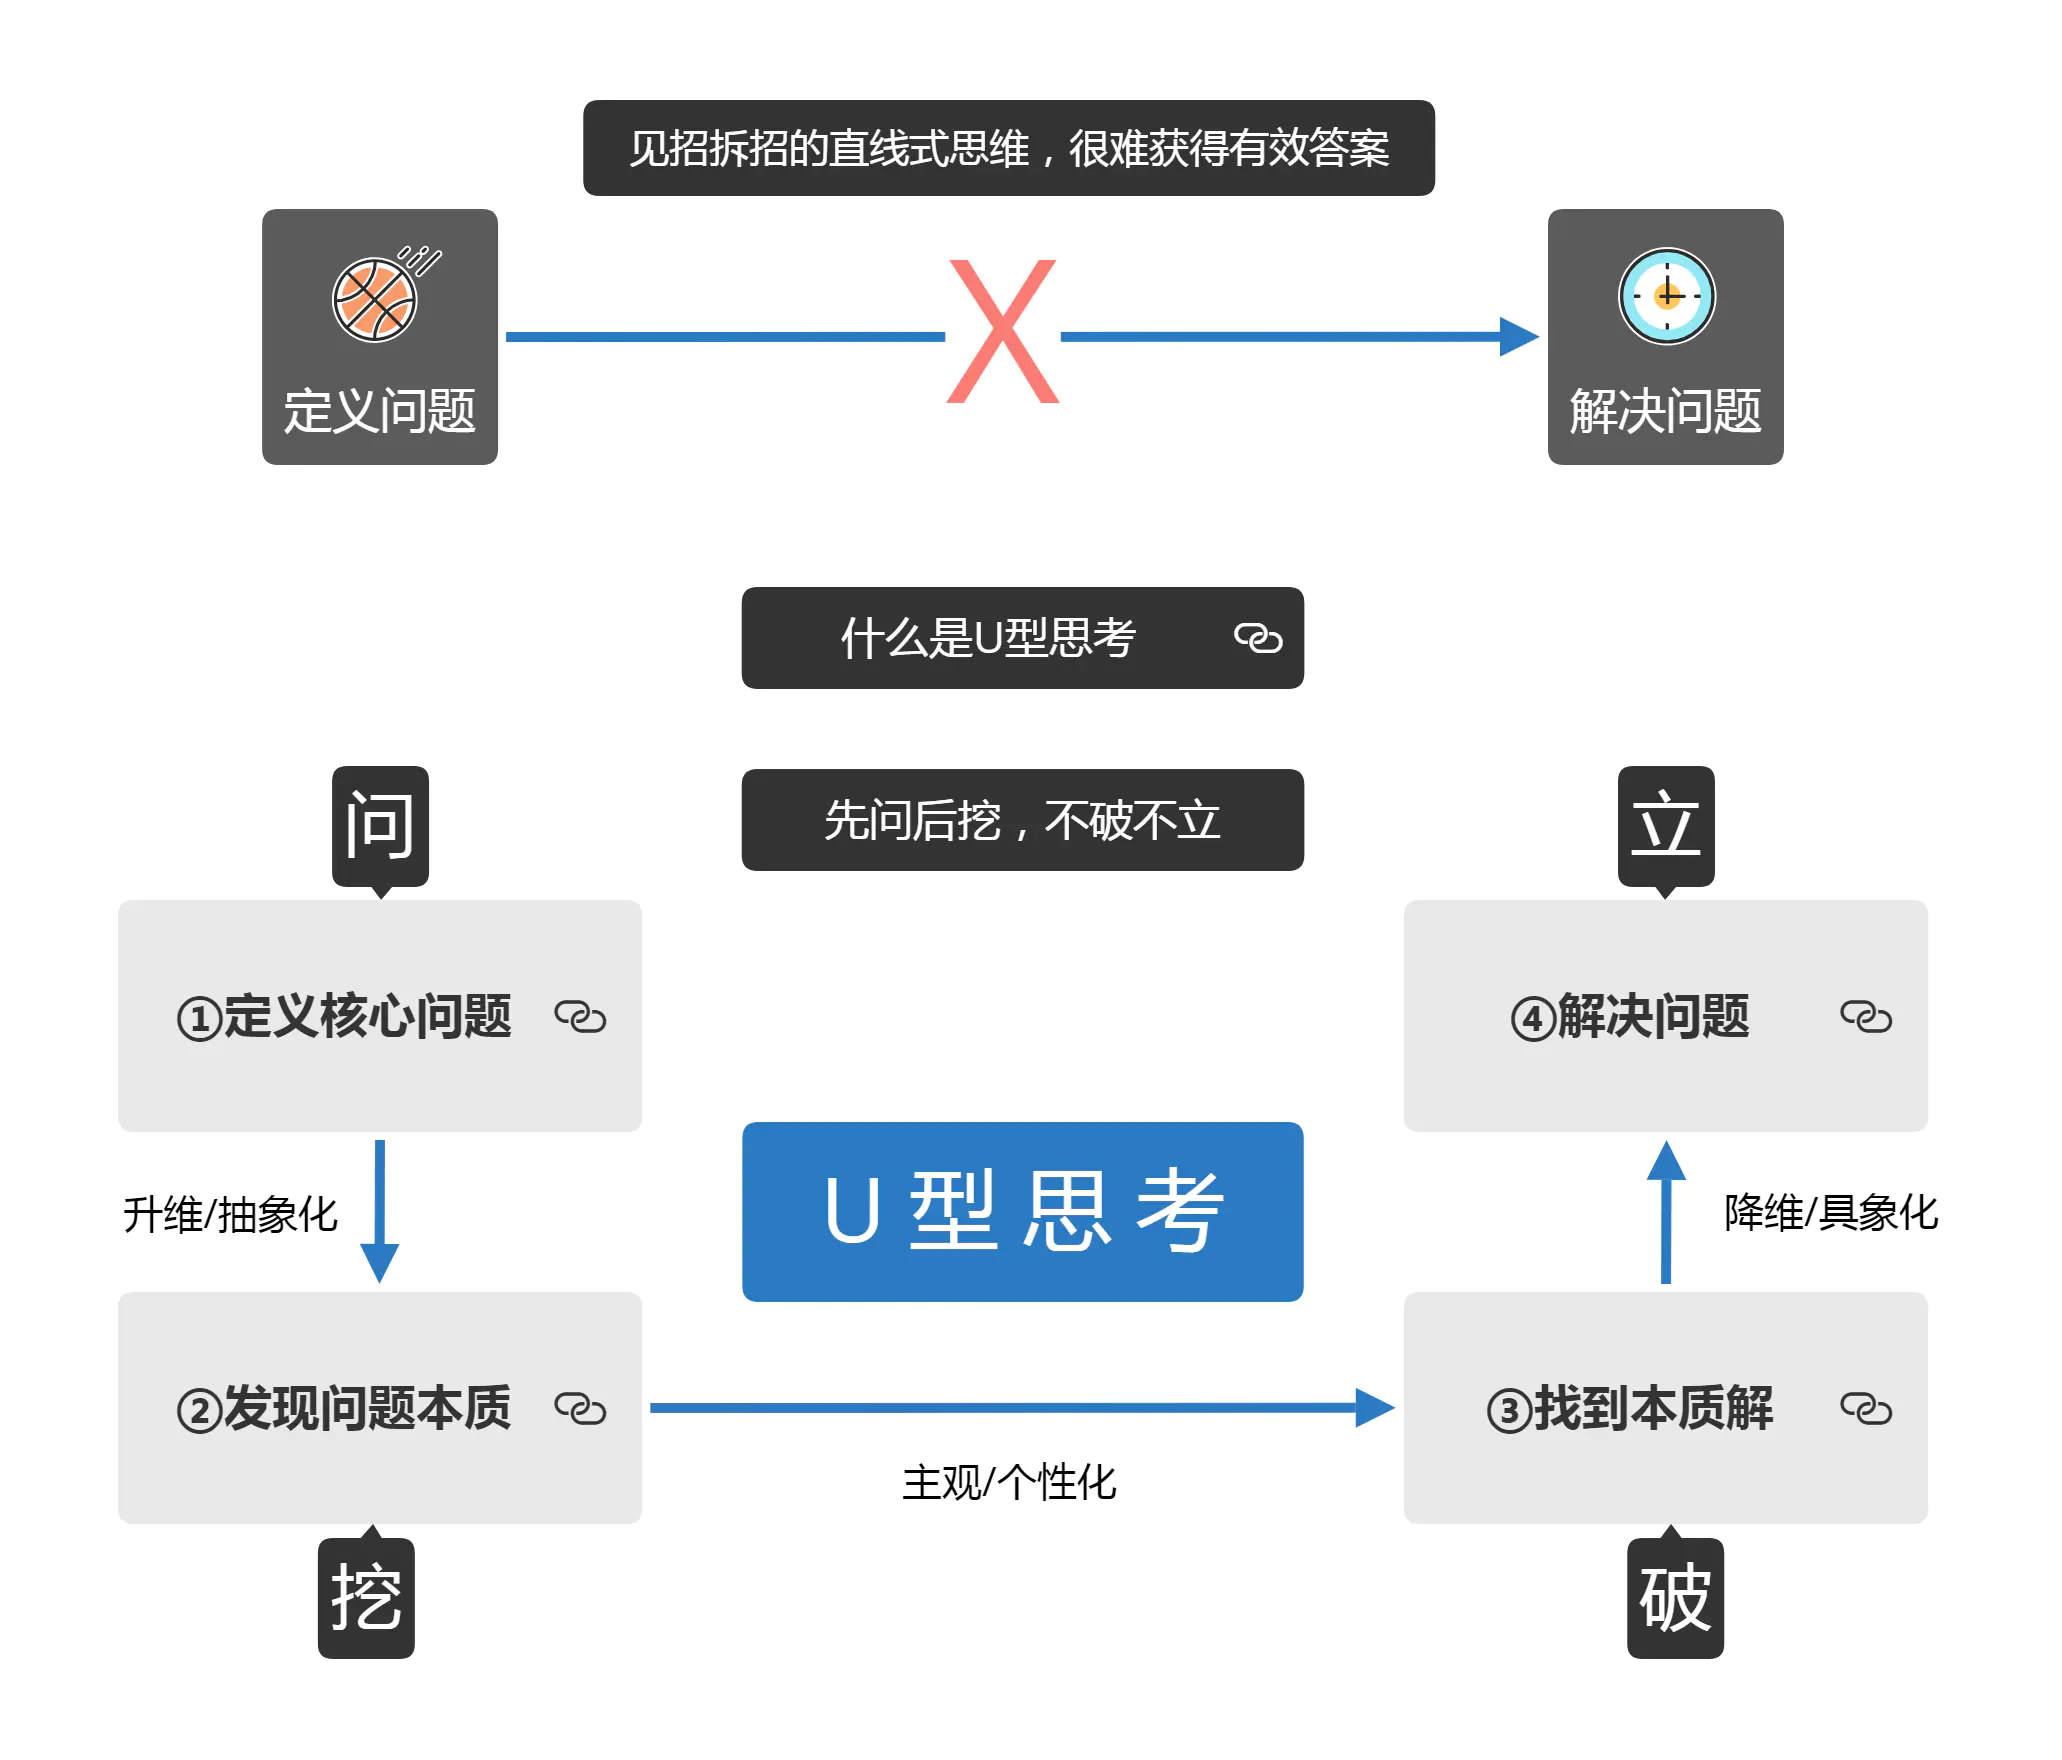 见招拆招的直线式思维，很难获得有效答案
定义问题
X
解决问题
什么是U型思考
问
先问后挖，不破不立
立
①定义核心问题
④解决问题
升维/抽象化
U型思考
降维/具象化
②发现问题本质
③找到本质解
主观/个性化
挖
破